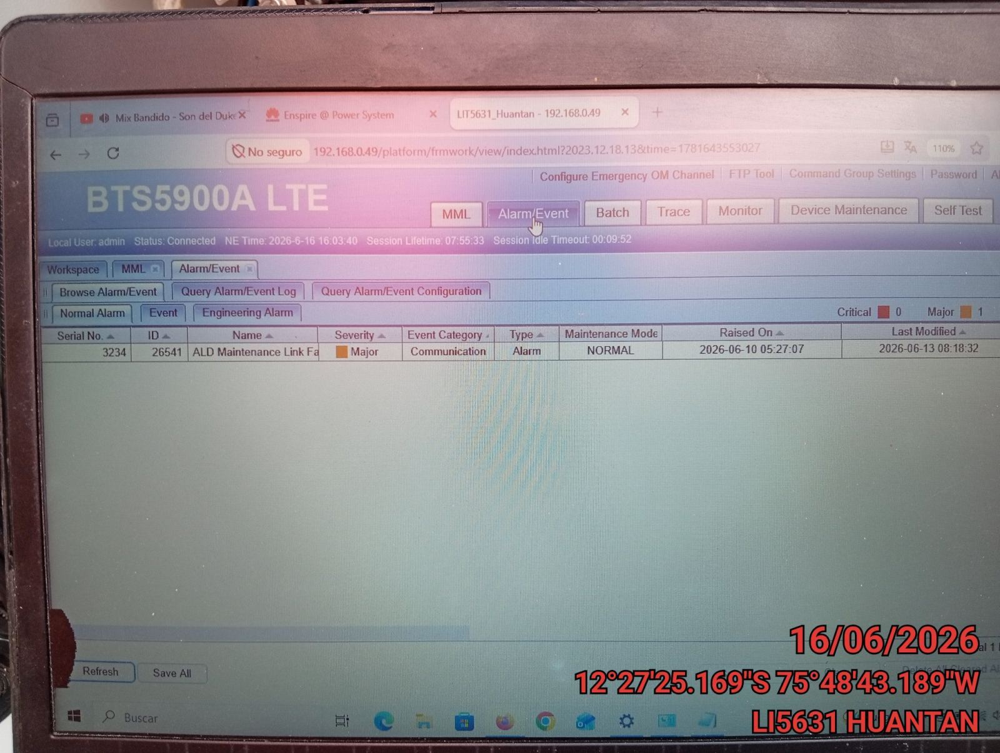 Mix Bandido - Son del Duke
Enspire @ Power System
LIT5631_Huantan - 192.168.0.49
No seguro
192.168.0.49/platform/frmwork/view/index.html?2023.12.18.13&time=1781643553027
110%
Configure Emergency OM Channel
FTP Tool
Command Group Settings
Password
BTS5900A LTE
MML
Alarm/Event
Batch
Trace
Monitor
Device Maintenance
Self Test
Local User: admin Status: Connected NE Time: 2026-6-16 16:03:40 Session Lifetime: 07:55:33 Session Idle Timeout: 00:09:52
Workspace MML Alarm/Event
Browse Alarm/Event Query Alarm/Event Log Query Alarm/Event Configuration
Normal Alarm Event Engineering Alarm Critical 0 Major 1
Serial No. ID Name Severity Event Category Type Maintenance Mode Raised On Last Modified
3234 26541 ALD Maintenance Link Fa Major Communication Alarm NORMAL 2026-06-10 05:27:07 2026-06-13 08:18:32
Refresh Save All
Buscar
16/06/2026
12°27'25.169"S 75°48'43.189"W
LI5631 HUANTAN